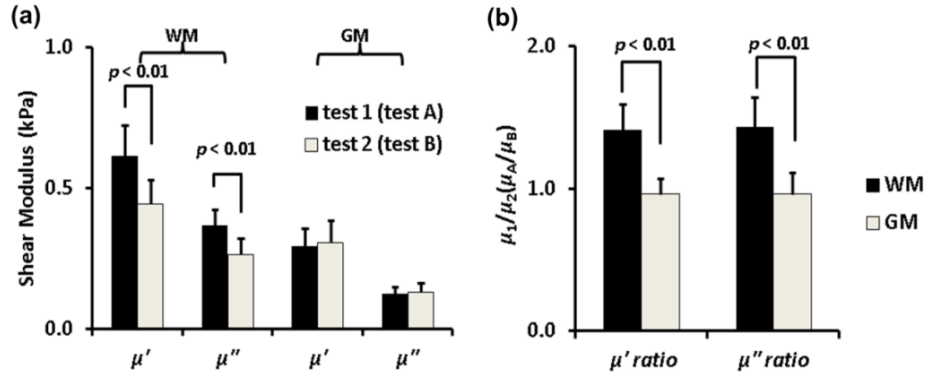 (a)
WM
GM
1.0
p < 0.01
test 1 (test A)
test 2 (test B)
p < 0.01
Shear Modulus (kPa)
0.5
0.0
μ′ μ″ μ′ μ″
(b)
2.0
p < 0.01 p < 0.01
μ₁/μ₂(μA/μB)
1.0
WM
GM
0.0
μ′ ratio μ″ ratio